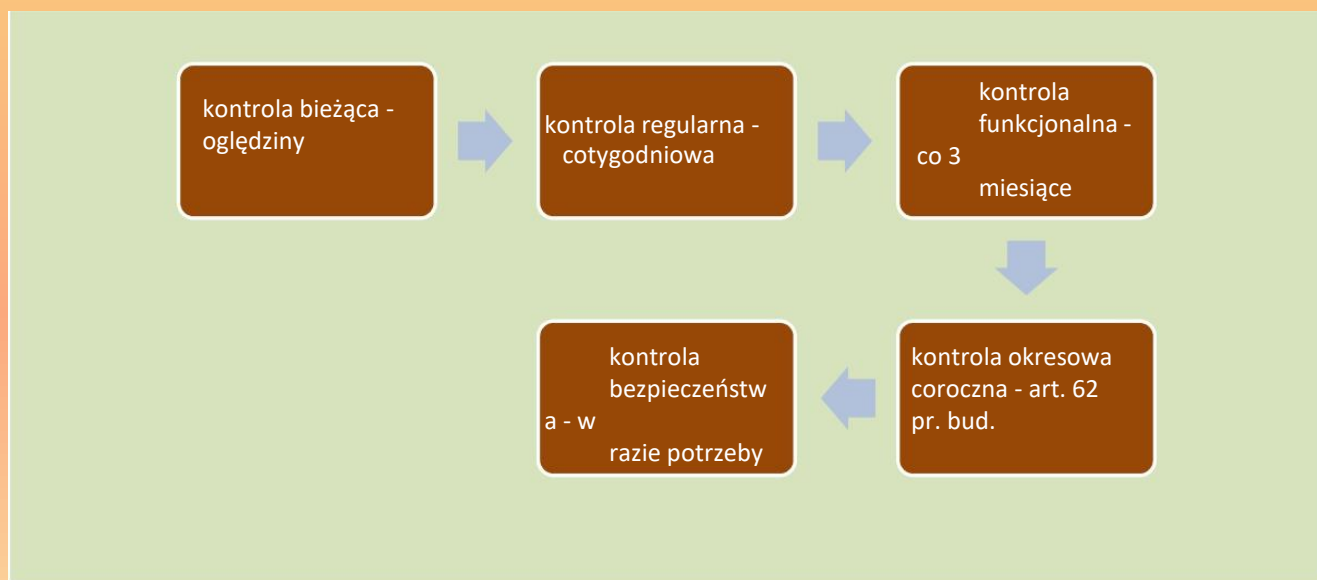 kontrola bieżąca -
oględziny
kontrola regularna -
cotygodniowa
kontrola
funkcjonalna -
co 3
miesiące
kontrola okresowa
coroczna - art. 62
pr. bud.
kontrola
bezpieczeństw
a - w
razie potrzeby